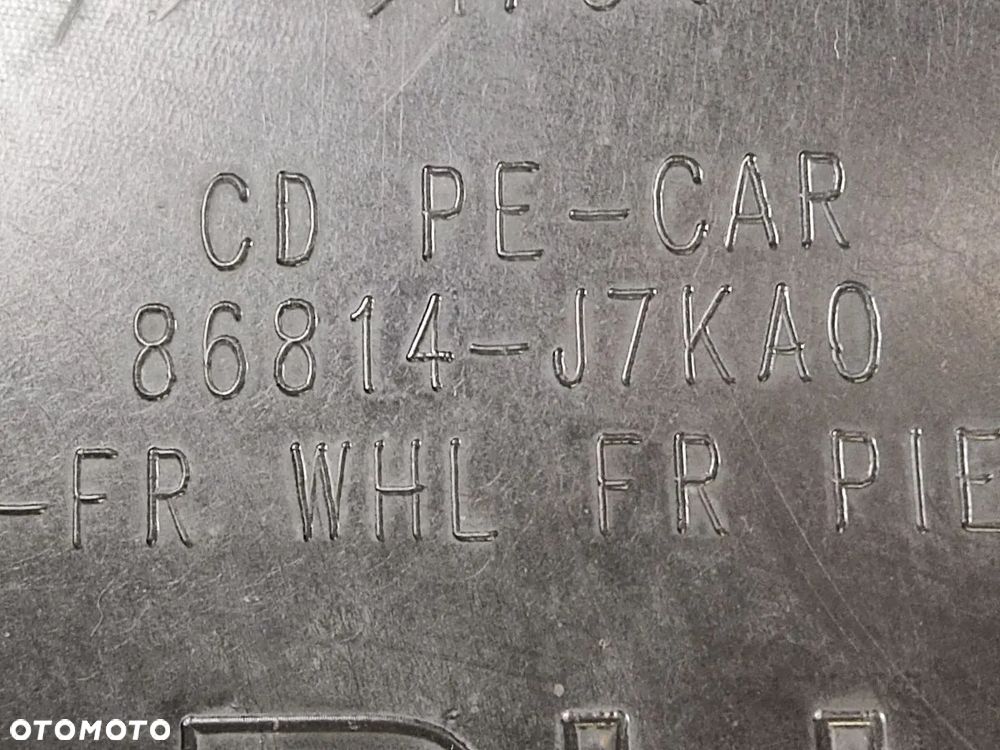 CD PE-CAR
86814-J7KA0
-FR WHL FR PIE
OTOMOTO